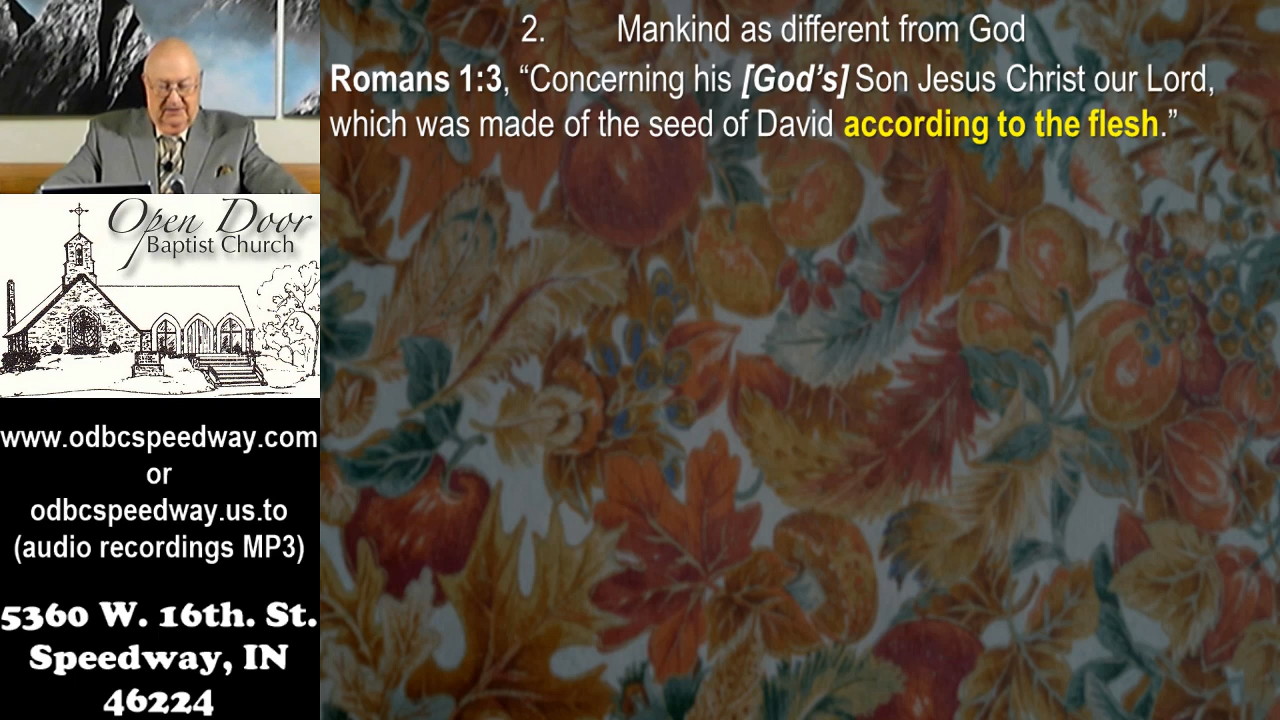 2. Mankind as different from God
Romans 1:3, “Concerning his [God’s] Son Jesus Christ our Lord,
which was made of the seed of David according to the flesh.”
Open Door
Baptist Church
www.odbcspeedway.com
or
odbcspeedway.us.to
(audio recordings MP3)
5360 W. 16th. St.
Speedway, IN
46224